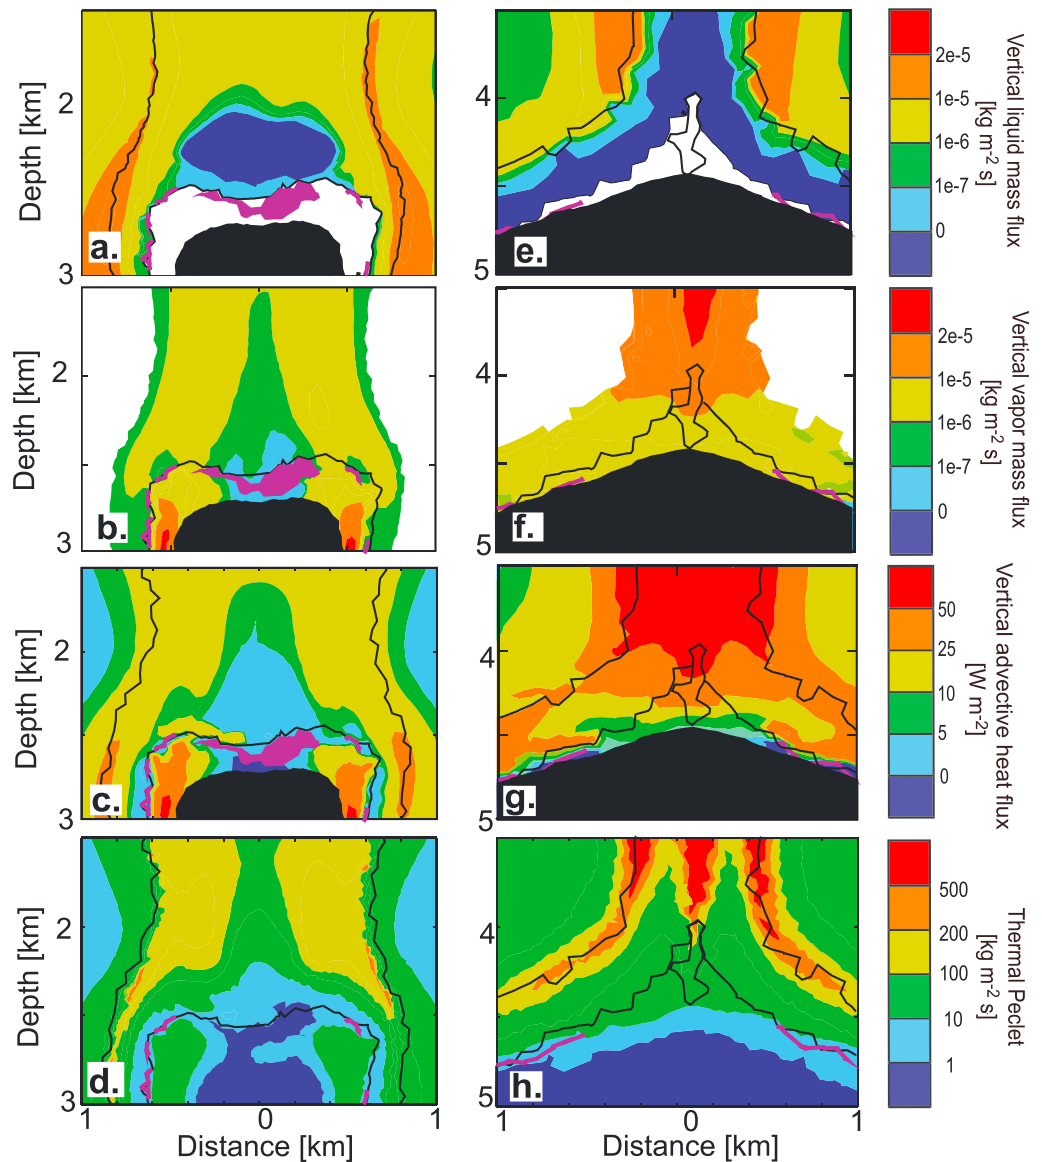 2
Depth [km]
3
a.
4
5
e.
2e-5
1e-5
1e-6
1e-7
0
Vertical liquid mass flux
[kg m-2 s]
2
Depth [km]
3
b.
4
5
f.
2e-5
1e-5
1e-6
1e-7
0
Vertical vapor mass flux
[kg m-2 s]
2
Depth [km]
3
c.
4
5
g.
50
25
10
5
0
Vertical advective heat flux
[W m-2]
2
Depth [km]
3
d.
1 0 1
Distance [km]
4
5
h.
1 0 1
Distance [km]
500
200
100
10
1
Thermal Peclet
[kg m-2 s]